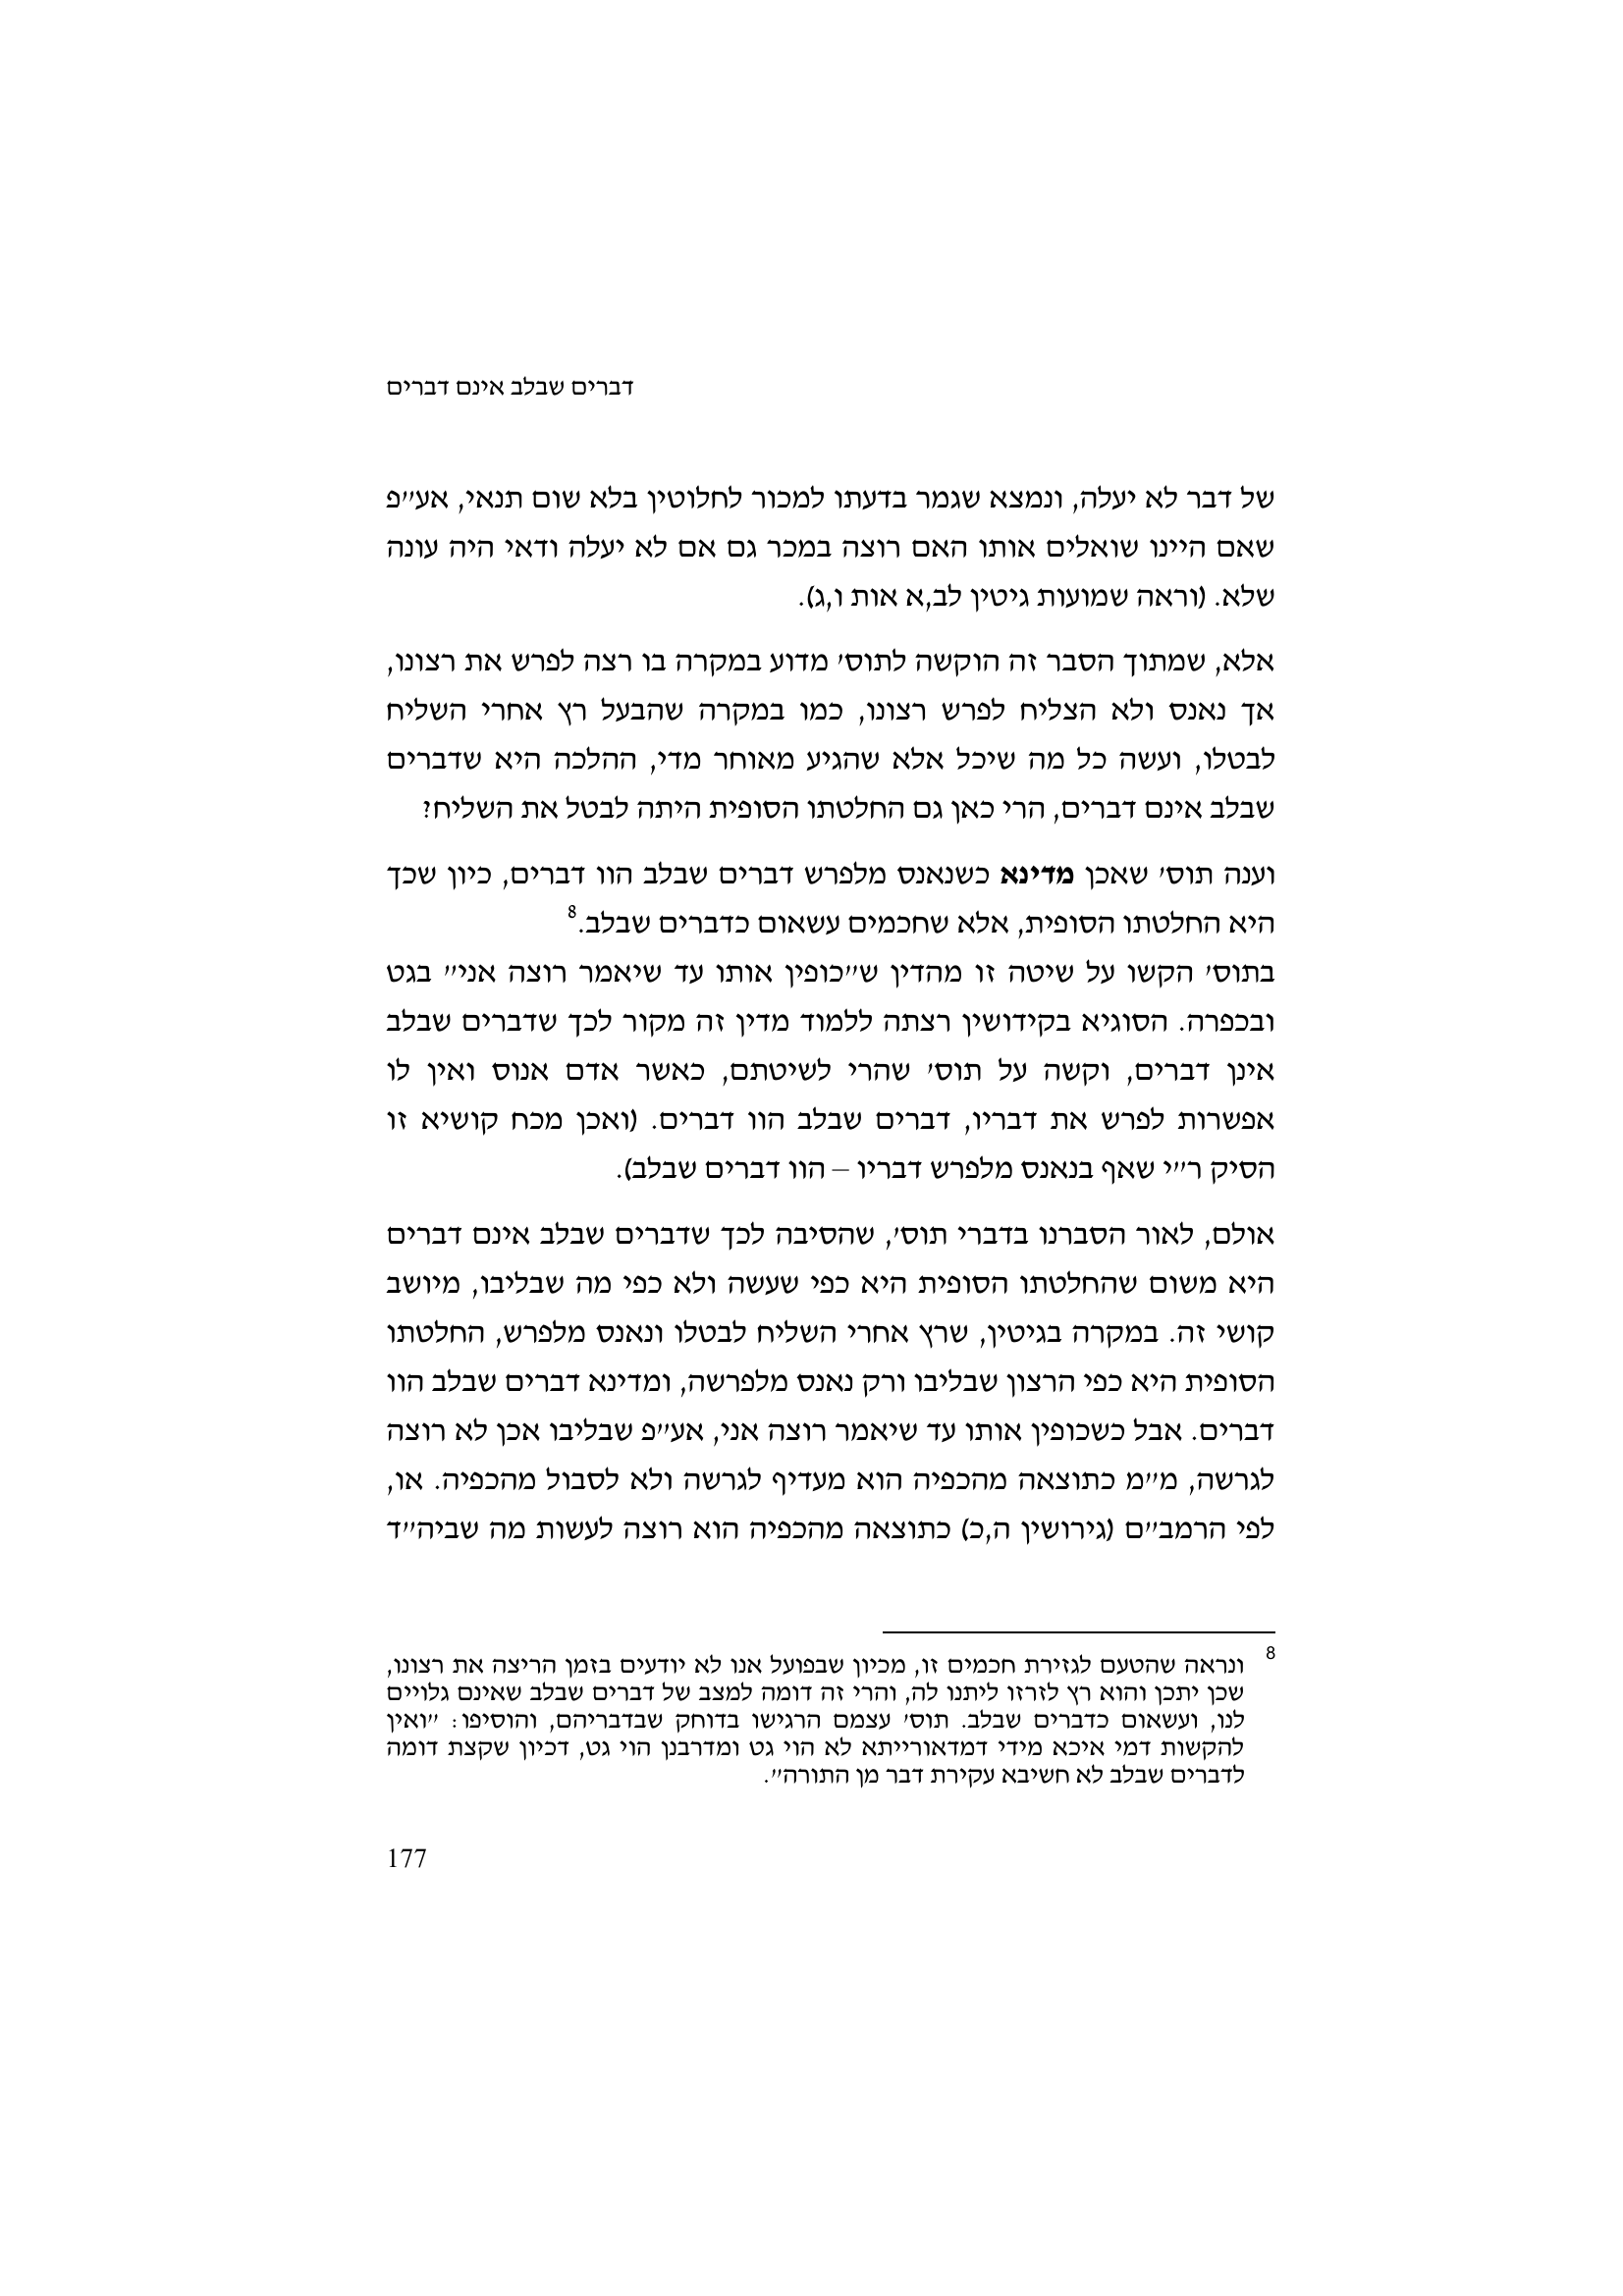 דברים שבלב אינם דברים
של דבר לא יעלה, ונמצא שגמר בדעתו למכור לחלוטין בלא שום תנאי, אע״פ
שאם היינו שואלים אותו האם רוצה במכר גם אם לא יעלה ודאי היה עונה
שלא. (וראה שמועות גיטין לב,א אות ו,ג).
אלא, שמתוך הסבר זה הוקשה לתוס׳ מדוע במקרה בו רצה לפרש את רצונו,
אך נאנס ולא הצליח לפרש רצונו, כמו במקרה שהבעל רץ אחרי השליח
לבטלו, ועשה כל מה שיכל אלא שהגיע מאוחר מדי, ההלכה היא שדברים
שבלב אינם דברים, הרי כאן גם החלטתו הסופית היתה לבטל את השליח?
וענה תוס׳ שאכן מדינא כשנאנס מלפרש דברים שבלב הוו דברים, כיון שכך
היא החלטתו הסופית, אלא שחכמים עשאום כדברים שבלב.8
בתוס׳ הקשו על שיטה זו מהדין ש״כופין אותו עד שיאמר רוצה אני״ בגט
ובכפרה. הסוגיא בקידושין רצתה ללמוד מדין זה מקור לכך שדברים שבלב
אינן דברים, וקשה על תוס׳ שהרי לשיטתם, כאשר אדם אנוס ואין לו
אפשרות לפרש את דבריו, דברים שבלב הוו דברים. (ואכן מכח קושיא זו
הסיק ר״י שאף בנאנס מלפרש דבריו – הוו דברים שבלב).
אולם, לאור הסברנו בדברי תוס׳, שהסיבה לכך שדברים שבלב אינם דברים
היא משום שהחלטתו הסופית היא כפי שעשה ולא כפי מה שבליבו, מיושב
קושי זה. במקרה בגיטין, שרץ אחרי השליח לבטלו ונאנס מלפרש, החלטתו
הסופית היא כפי הרצון שבליבו ורק נאנס מלפרשה, ומדינא דברים שבלב הוו
דברים. אבל כשכופין אותו עד שיאמר רוצה אני, אע״פ שבליבו אכן לא רוצה
לגרשה, מ״מ כתוצאה מהכפיה הוא מעדיף לגרשה ולא לסבול מהכפיה. או,
לפי הרמב״ם (גירושין ה,כ) כתוצאה מהכפיה הוא רוצה לעשות מה שביה״ד
8 ונראה שהטעם לגזירת חכמים זו, מכיון שבפועל אנו לא יודעים בזמן הריצה את רצונו,
שכן יתכן והוא רץ לזרזו ליתנו לה, והרי זה דומה למצב של דברים שבלב שאינם גלויים
לנו, ועשאום כדברים שבלב. תוס׳ עצמם הרגישו בדוחק שבדבריהם, והוסיפו: ״ואין
להקשות דמי איכא מידי דמדאורייתא לא הוי גט ומדרבנן הוי גט, דכיון שקצת דומה
לדברים שבלב לא חשיבא עקירת דבר מן התורה״.
177